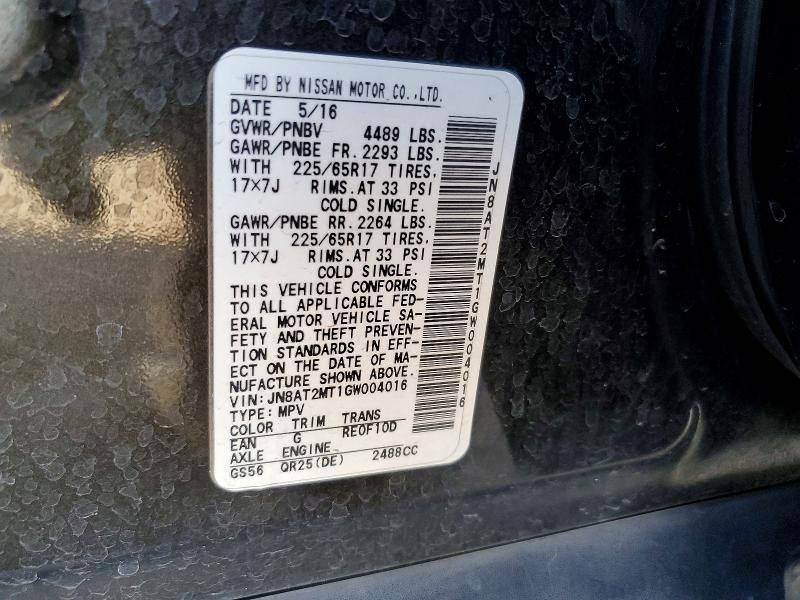 MFD BY NISSAN MOTOR CO.,LTD.
DATE 5/16
GVWR/PNBV 4489 LBS.
GAWR/PNBE FR. 2293 LBS.
WITH 225/65R17 TIRES,
17×7J RIMS.AT 33 PSI
COLD SINGLE.
GAWR/PNBE RR. 2264 LBS.
WITH 225/65R17 TIRES,
17×7J RIMS.AT 33 PSI
COLD SINGLE.
THIS VEHICLE CONFORMS
TO ALL APPLICABLE FED-
ERAL MOTOR VEHICLE SA-
FETY AND THEFT PREVEN-
TION STANDARDS IN EFF-
ECT ON THE DATE OF MA-
NUFACTURE SHOWN ABOVE.
VIN:JN8AT2MT1GW004016
TYPE:MPV
COLOR TRIM TRANS
EAN G RE0F10D
AXLE ENGINE
GS56 QR25(DE) 2488CC
JN8AT2MT1GW004016